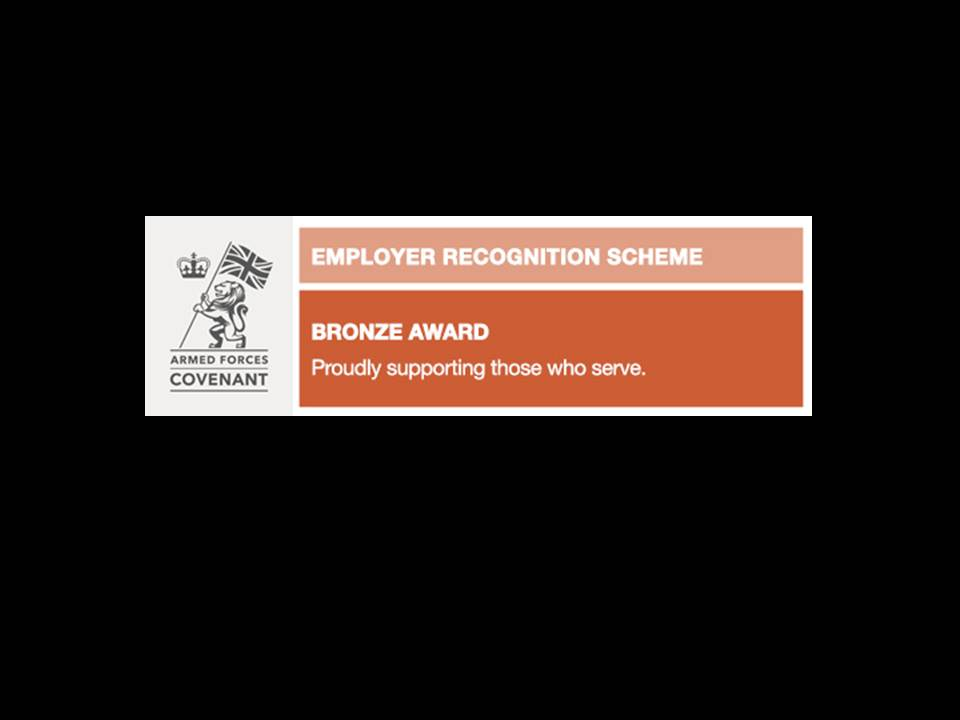 EMPLOYER RECOGNITION SCHEME
BRONZE AWARD
Proudly supporting those who serve.
ARMED FORCES
COVENANT